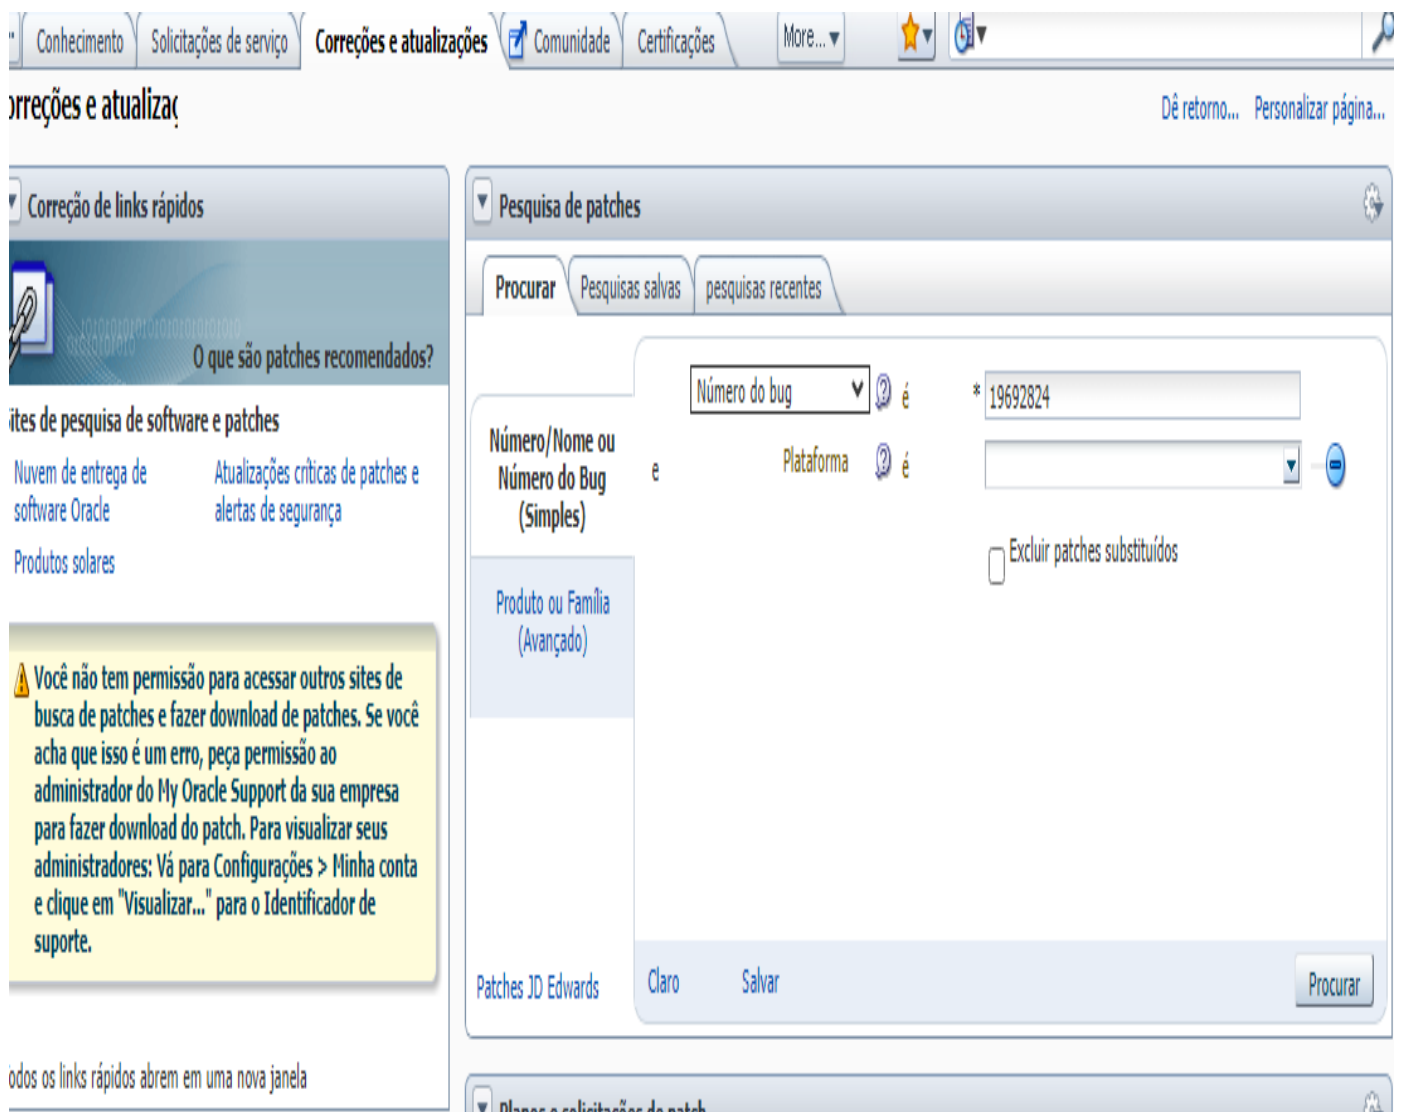 Conhecimento
Solicitações de serviço
Correções e atualizações
Comunidade
Certificações
More...
orreções e atualizaç
Dê retorno...
Personalizar página...
Correção de links rápidos
O que são patches recomendados?
ites de pesquisa de software e patches
Nuvem de entrega de
software Oracle
Atualizações críticas de patches e
alertas de segurança
Produtos solares
Você não tem permissão para acessar outros sites de
busca de patches e fazer download de patches. Se você
acha que isso é um erro, peça permissão ao
administrador do My Oracle Support da sua empresa
para fazer download do patch. Para visualizar seus
administradores: Vá para Configurações > Minha conta
e clique em "Visualizar..." para o Identificador de
suporte.
odos os links rápidos abrem em uma nova janela
Pesquisa de patches
Procurar
Pesquisas salvas
pesquisas recentes
Número/Nome ou
Número do Bug
(Simples)
Produto ou Família
(Avançado)
Patches JD Edwards
Número do bug
é
* 19692824
e
Plataforma
é
Excluir patches substituídos
Claro
Salvar
Procurar
Planos e solicitações de patch